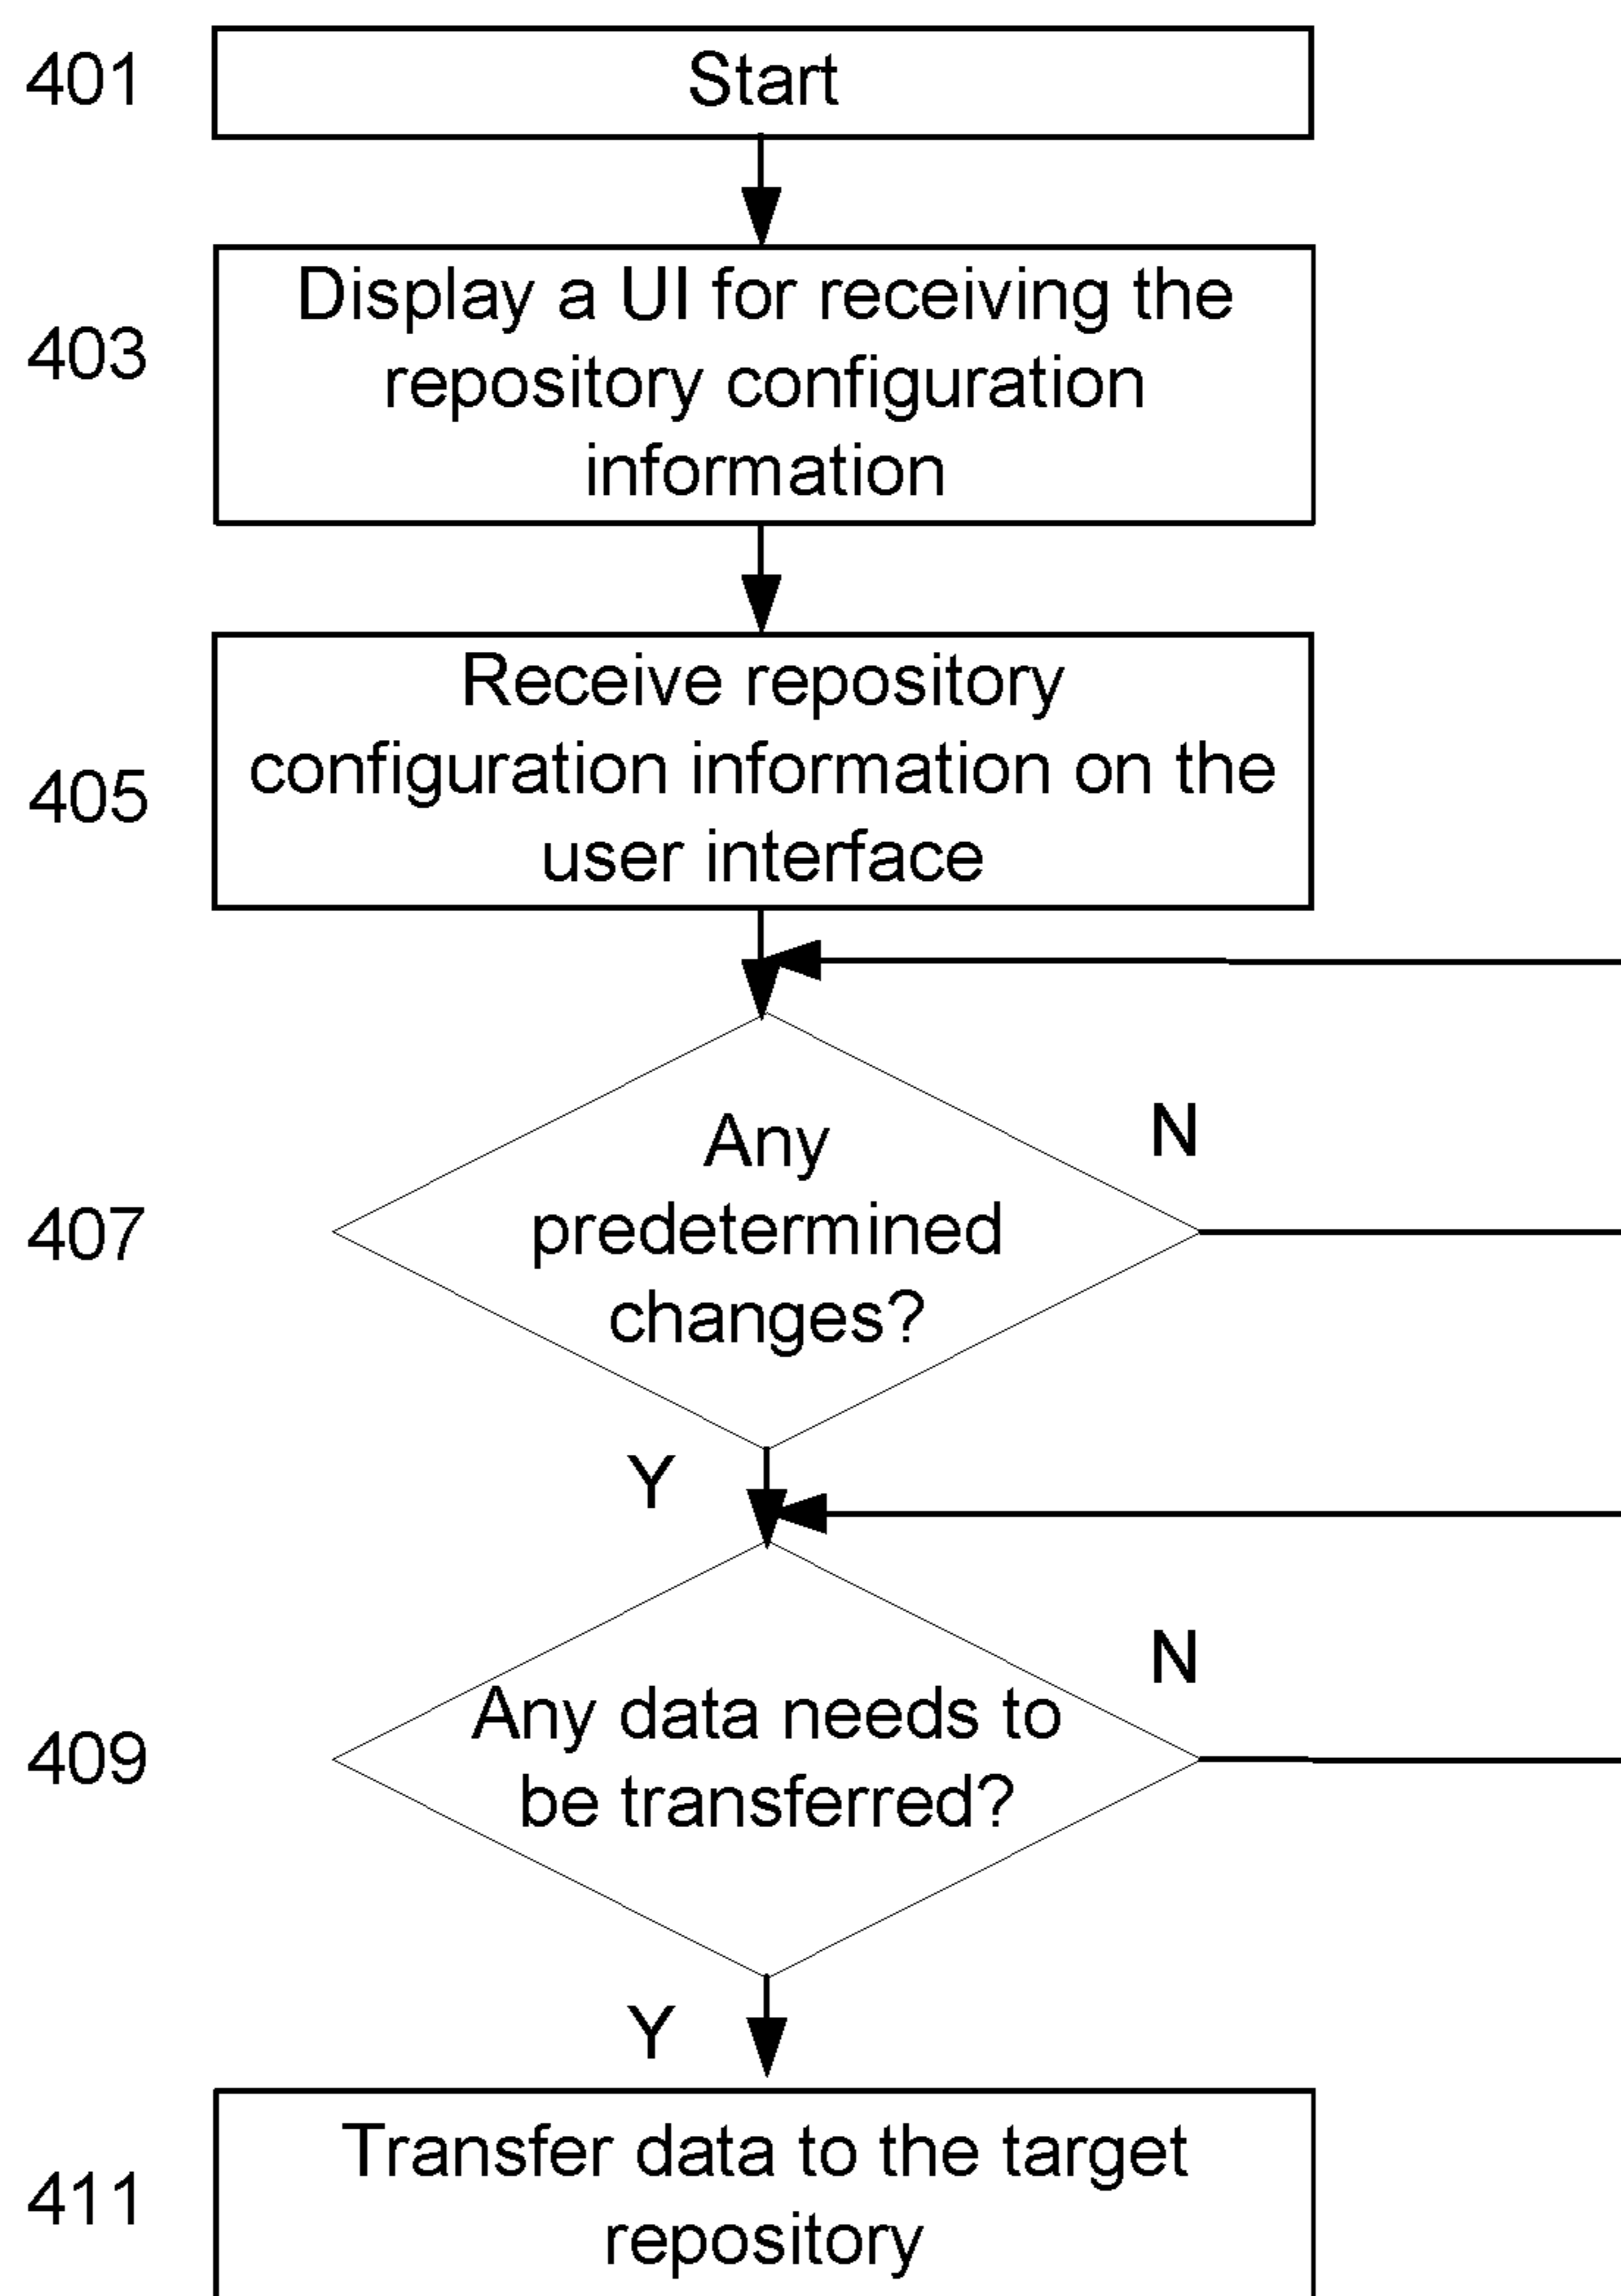 401
Start
403
Display a UI for receiving the
repository configuration
information
405
Receive repository
configuration information on the
user interface
407
Any
predetermined
changes?
N
Y
409
Any data needs to
be transferred?
N
Y
411
Transfer data to the target
repository